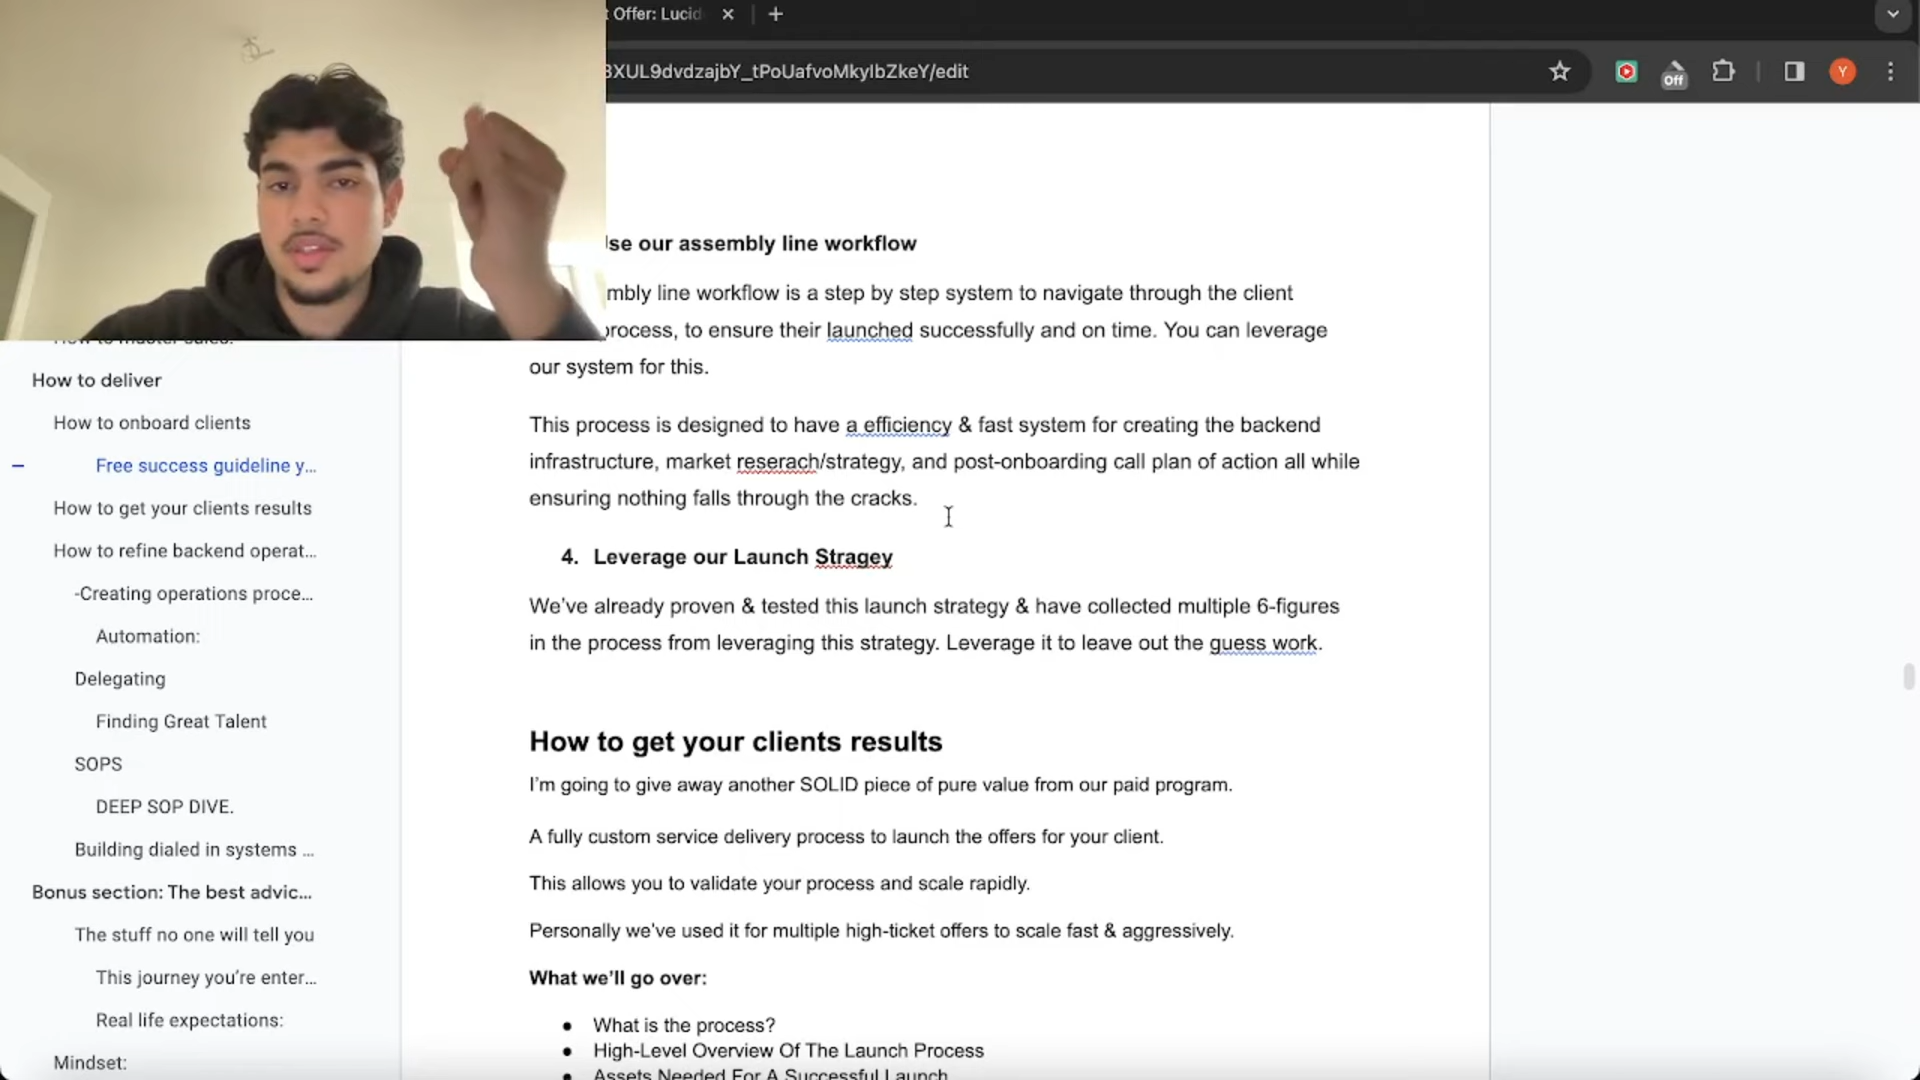 t Offer: Lucid
3XUL9dvdzajbY_tPoUafvoMkyIbZkeY/edit
Off
Y
Use our assembly line workflow
mbly line workflow is a step by step system to navigate through the client
process, to ensure their launched successfully and on time. You can leverage
our system for this.
This process is designed to have a efficiency & fast system for creating the backend
infrastructure, market reserach/strategy, and post-onboarding call plan of action all while
ensuring nothing falls through the cracks.
4. Leverage our Launch Stragey
We’ve already proven & tested this launch strategy & have collected multiple 6-figures
in the process from leveraging this strategy. Leverage it to leave out the guess work.
How to get your clients results
I’m going to give away another SOLID piece of pure value from our paid program.
A fully custom service delivery process to launch the offers for your client.
This allows you to validate your process and scale rapidly.
Personally we’ve used it for multiple high-ticket offers to scale fast & aggressively.
What we’ll go over:
● What is the process?
● High-Level Overview Of The Launch Process
● Assets Needed For A Successful Launch
How to master sales:
How to deliver
How to onboard clients
Free success guideline y...
How to get your clients results
How to refine backend operat...
-Creating operations proce...
Automation:
Delegating
Finding Great Talent
SOPS
DEEP SOP DIVE.
Building dialed in systems ...
Bonus section: The best advic...
The stuff no one will tell you
This journey you’re enter...
Real life expectations:
Mindset: